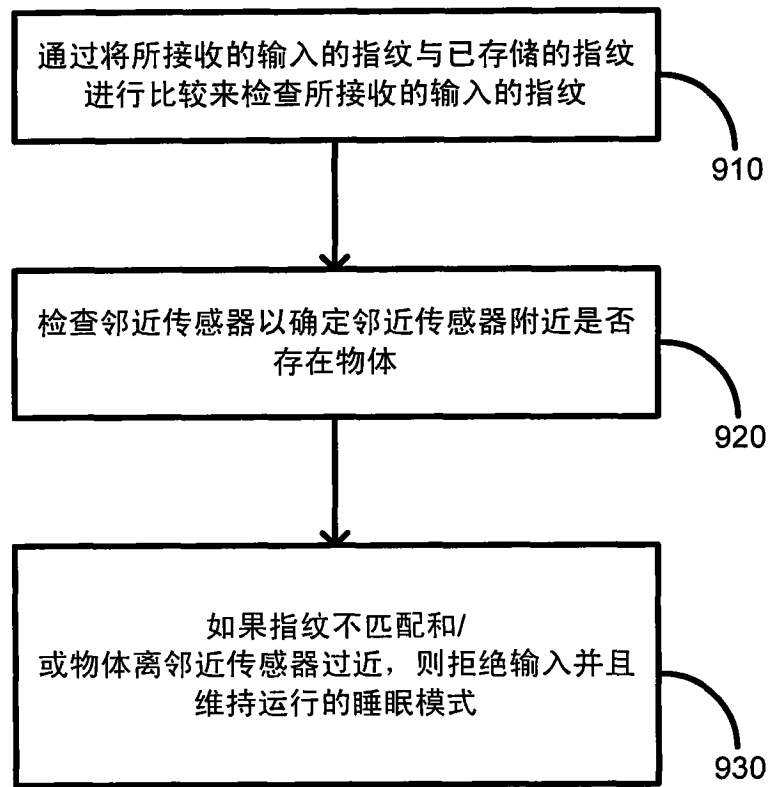 通过将所接收的输入的指纹与已存储的指纹
进行比较来检查所接收的输入的指纹
910
检查邻近传感器以确定邻近传感器附近是否
存在物体
920
如果指纹不匹配和/
或物体离邻近传感器过近，则拒绝输入并且
维持运行的睡眠模式
930